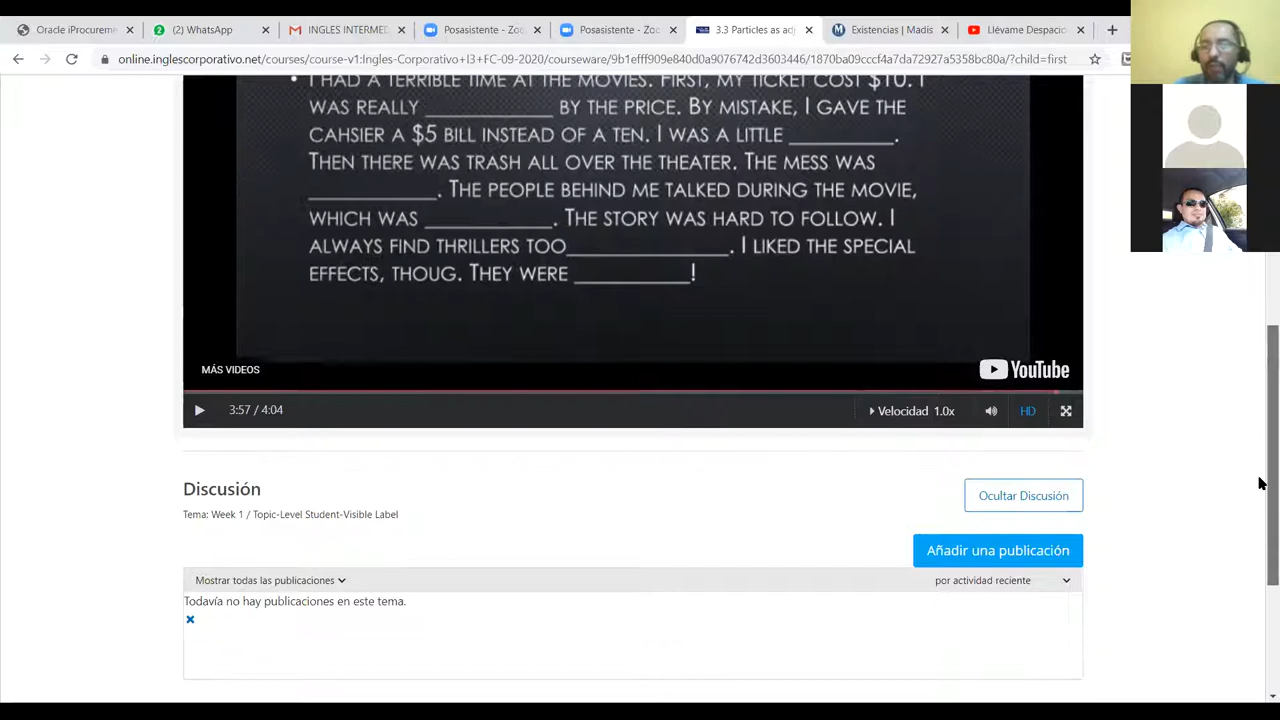 Oracle iProcurem
(2) WhatsApp
INGLES INTERMED
Posasistente - Zo
Posasistente - Zo
3.3 Particles as ad
Existencias | Madis
Llévame Despacio
online.inglescorporativo.net/courses/course-v1:Ingles-Corporativo+I3+FC-09-2020/courseware/9b1efff909e840d0a9076742d3603446/1870ba09cccf4a7da72927a5358bc80a/?child=first
• I HAD A TERRIBLE TIME AT THE MOVIES. FIRST, MY TICKET COST $10. I
WAS REALLY ____________ BY THE PRICE. BY MISTAKE, I GAVE THE
CAHSIER A $5 BILL INSTEAD OF A TEN. I WAS A LITTLE __________.
THEN THERE WAS TRASH ALL OVER THE THEATER. THE MESS WAS
____________. THE PEOPLE BEHIND ME TALKED DURING THE MOVIE,
WHICH WAS ____________. THE STORY WAS HARD TO FOLLOW. I
ALWAYS FIND THRILLERS TOO_______________. I LIKED THE SPECIAL
EFFECTS, THOUG. THEY WERE ___________!
MÁS VIDEOS
YouTube
3:57 / 4:04
Velocidad 1.0x
HD
Discusión
Ocultar Discusión
Tema: Week 1 / Topic-Level Student-Visible Label
Añadir una publicación
Mostrar todas las publicaciones
por actividad reciente
Todavía no hay publicaciones en este tema.